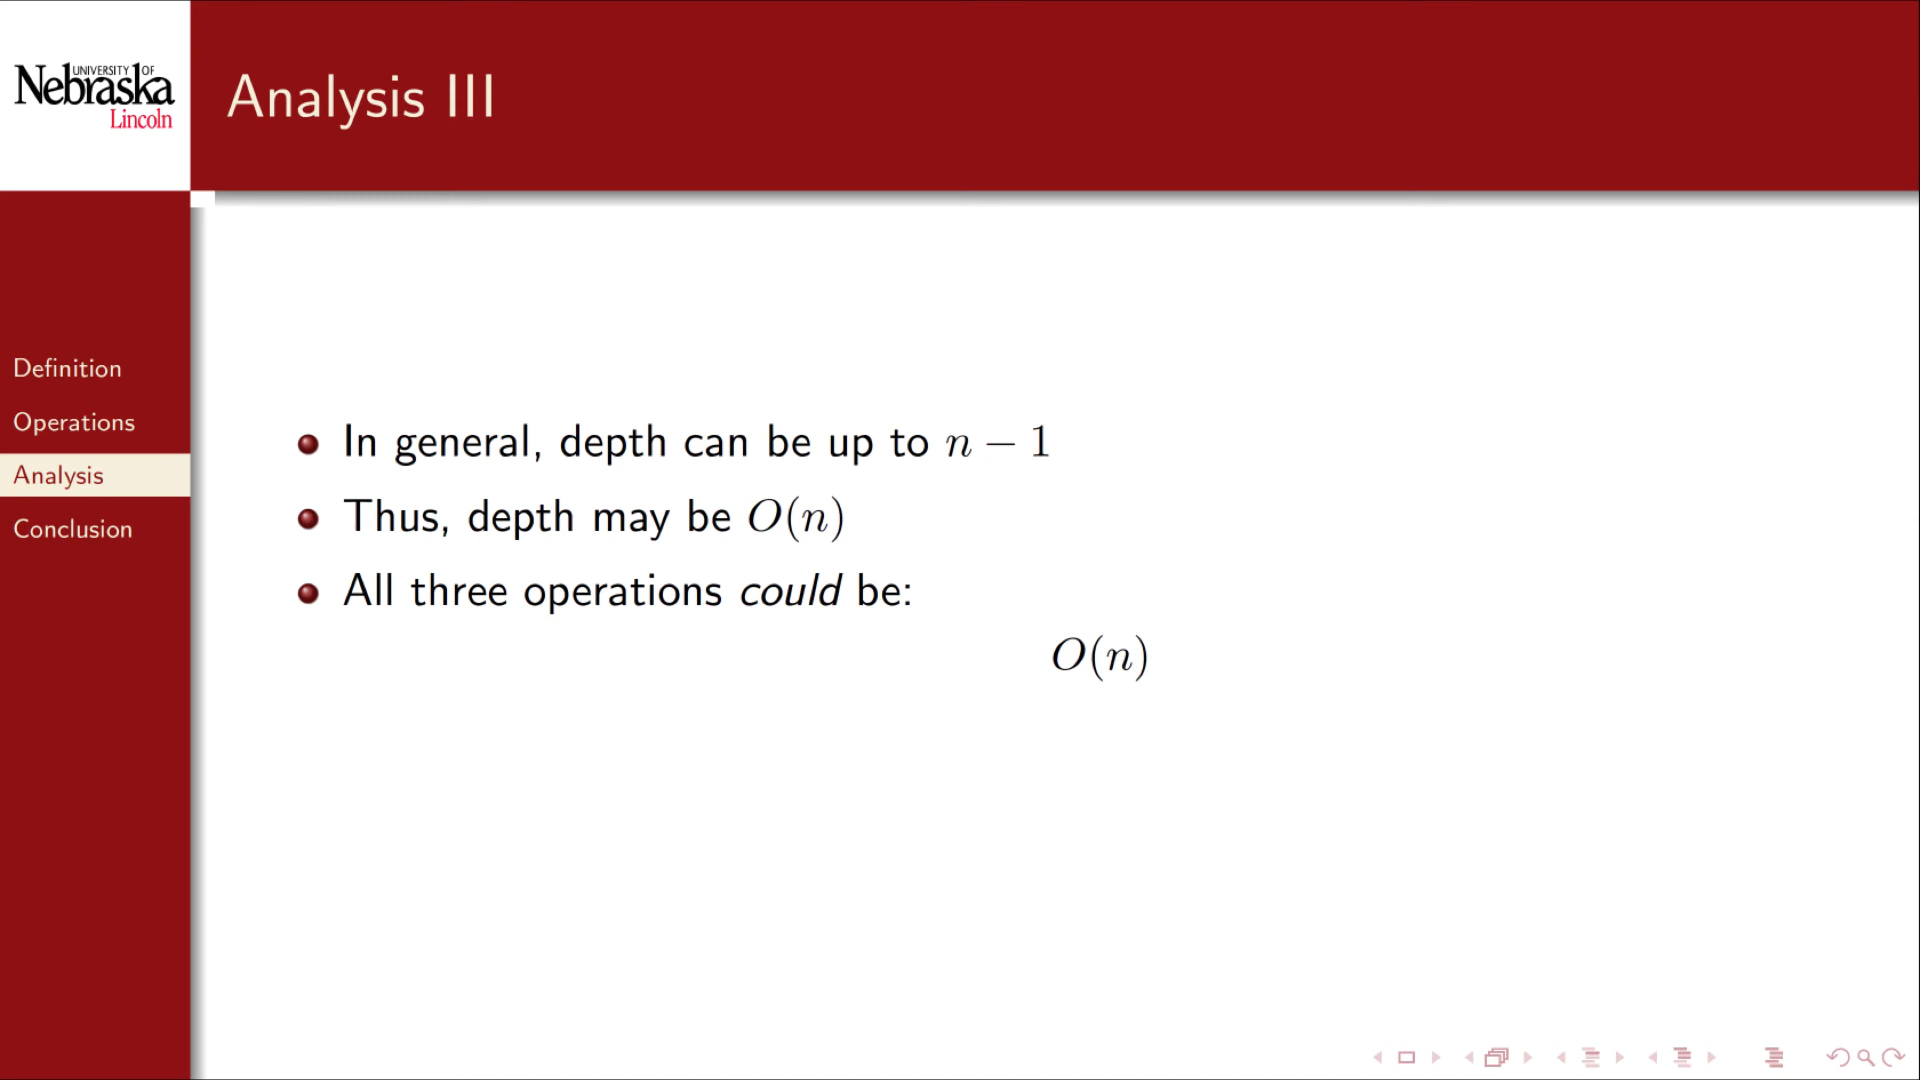 UNIVERSITY OF
Nebraska
Lincoln
Analysis III
Definition
Operations
Analysis
Conclusion
In general, depth can be up to n − 1
Thus, depth may be O(n)
All three operations could be:
O(n)